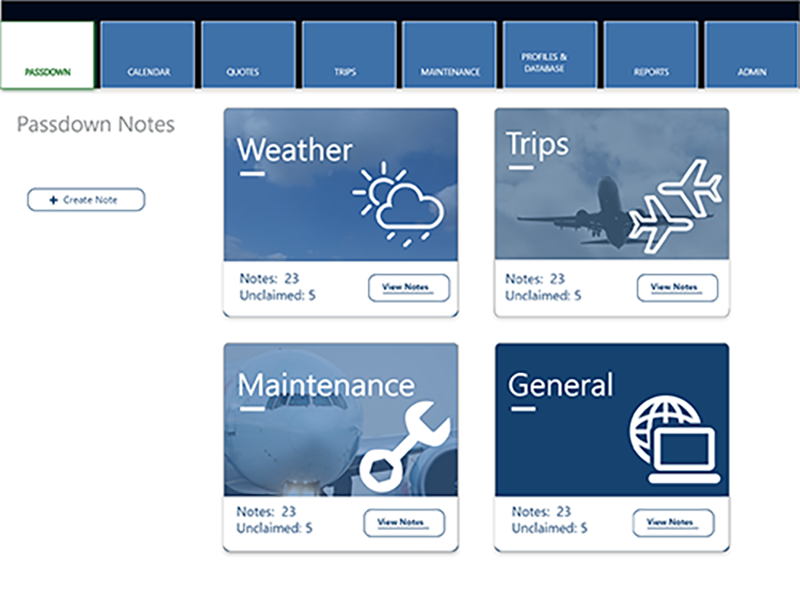 PASSDOWN
CALENDAR
QUOTES
TRIPS
MAINTENANCE
PROFILES &
DATABASE
REPORTS
ADMIN
Passdown Notes
Create Note
Weather
Notes: 23
Unclaimed: 5
View Notes
Trips
Notes: 23
Unclaimed: 5
View Notes
Maintenance
Notes: 23
Unclaimed: 5
View Notes
General
Notes: 23
Unclaimed: 5
View Notes